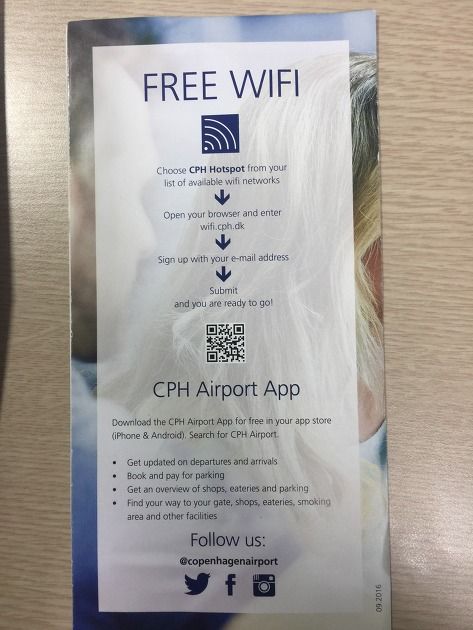 FREE WIFI
Choose CPH Hotspot from your
list of available wifi networks
Open your browser and enter
wifi.cph.dk
Sign up with your e-mail address
Submit
and you are ready to go!
CPH Airport App
Download the CPH Airport App for free in your app store
(iPhone & Android). Search for CPH Airport.
• Get updated on departures and arrivals
• Book and pay for parking
• Get an overview of shops, eateries and parking
• Find your way to your gate, shops, eateries, smoking
area and other facilities
Follow us:
@copenhagenairport
09.2016